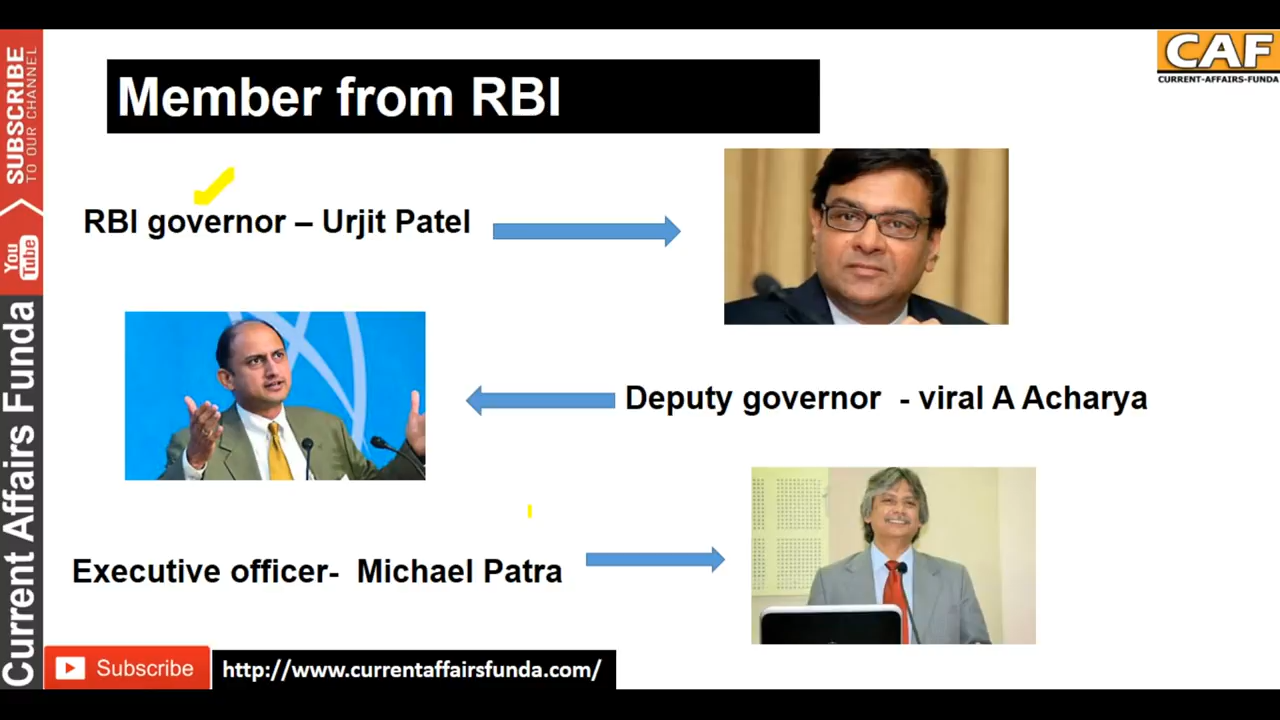 CAF
CURRENT-AFFAIRS-FUNDA
Member from RBI
RBI governor – Urjit Patel
Deputy governor - viral A Acharya
Executive officer- Michael Patra
SUBSCRIBE
TO OUR CHANNEL
You
Tube
Current Affairs Funda
Subscribe
http://www.currentaffairsfunda.com/